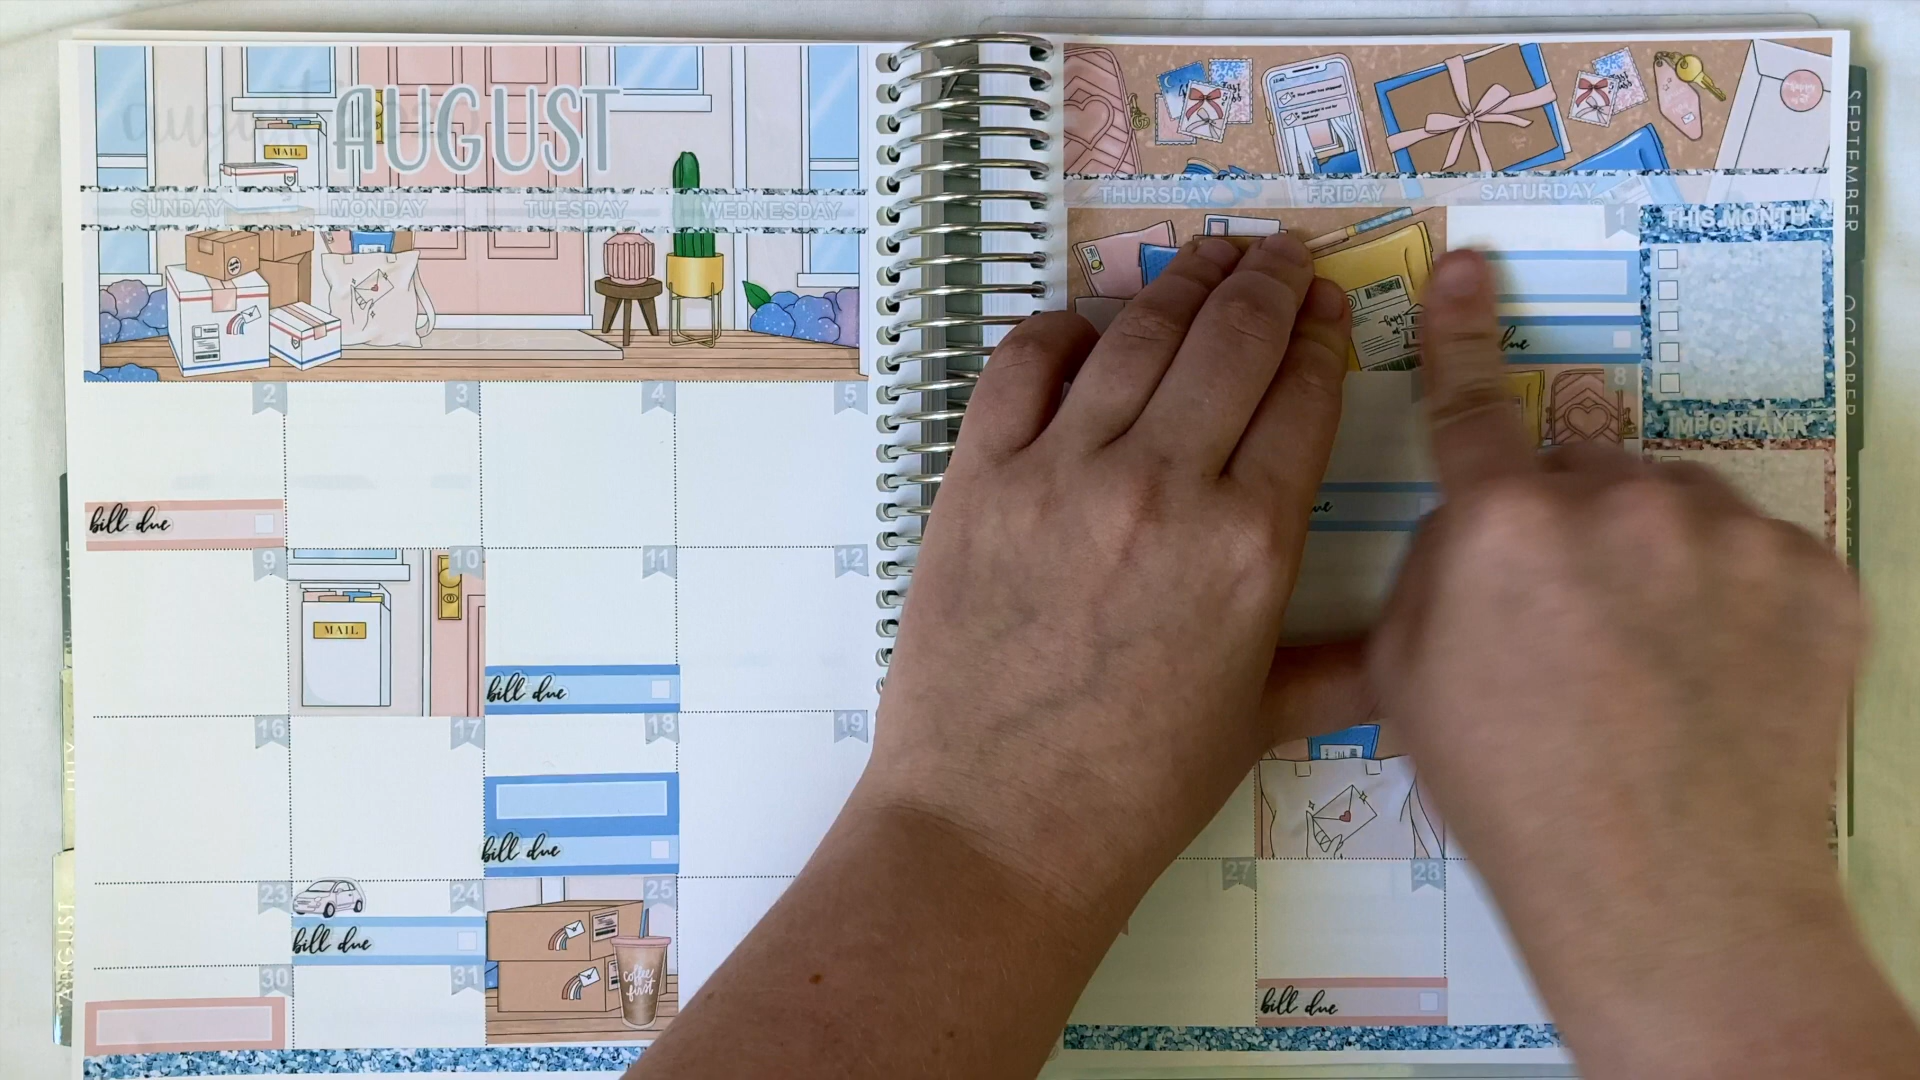 AUGUST
MAIL
SUNDAY MONDAY TUESDAY WEDNESDAY
THURSDAY FRIDAY SATURDAY
1
THIS MONTH
due
8
IMPORTANT
2 3 4 5
bill due
9 10 11 12
MAIL
bill due
16 17 18 19
bill due
23 24 25
bill due
coffee
first
30 31
27 28
bill due
SEPTEMBER
OCTOBER
JULY
AUGUST